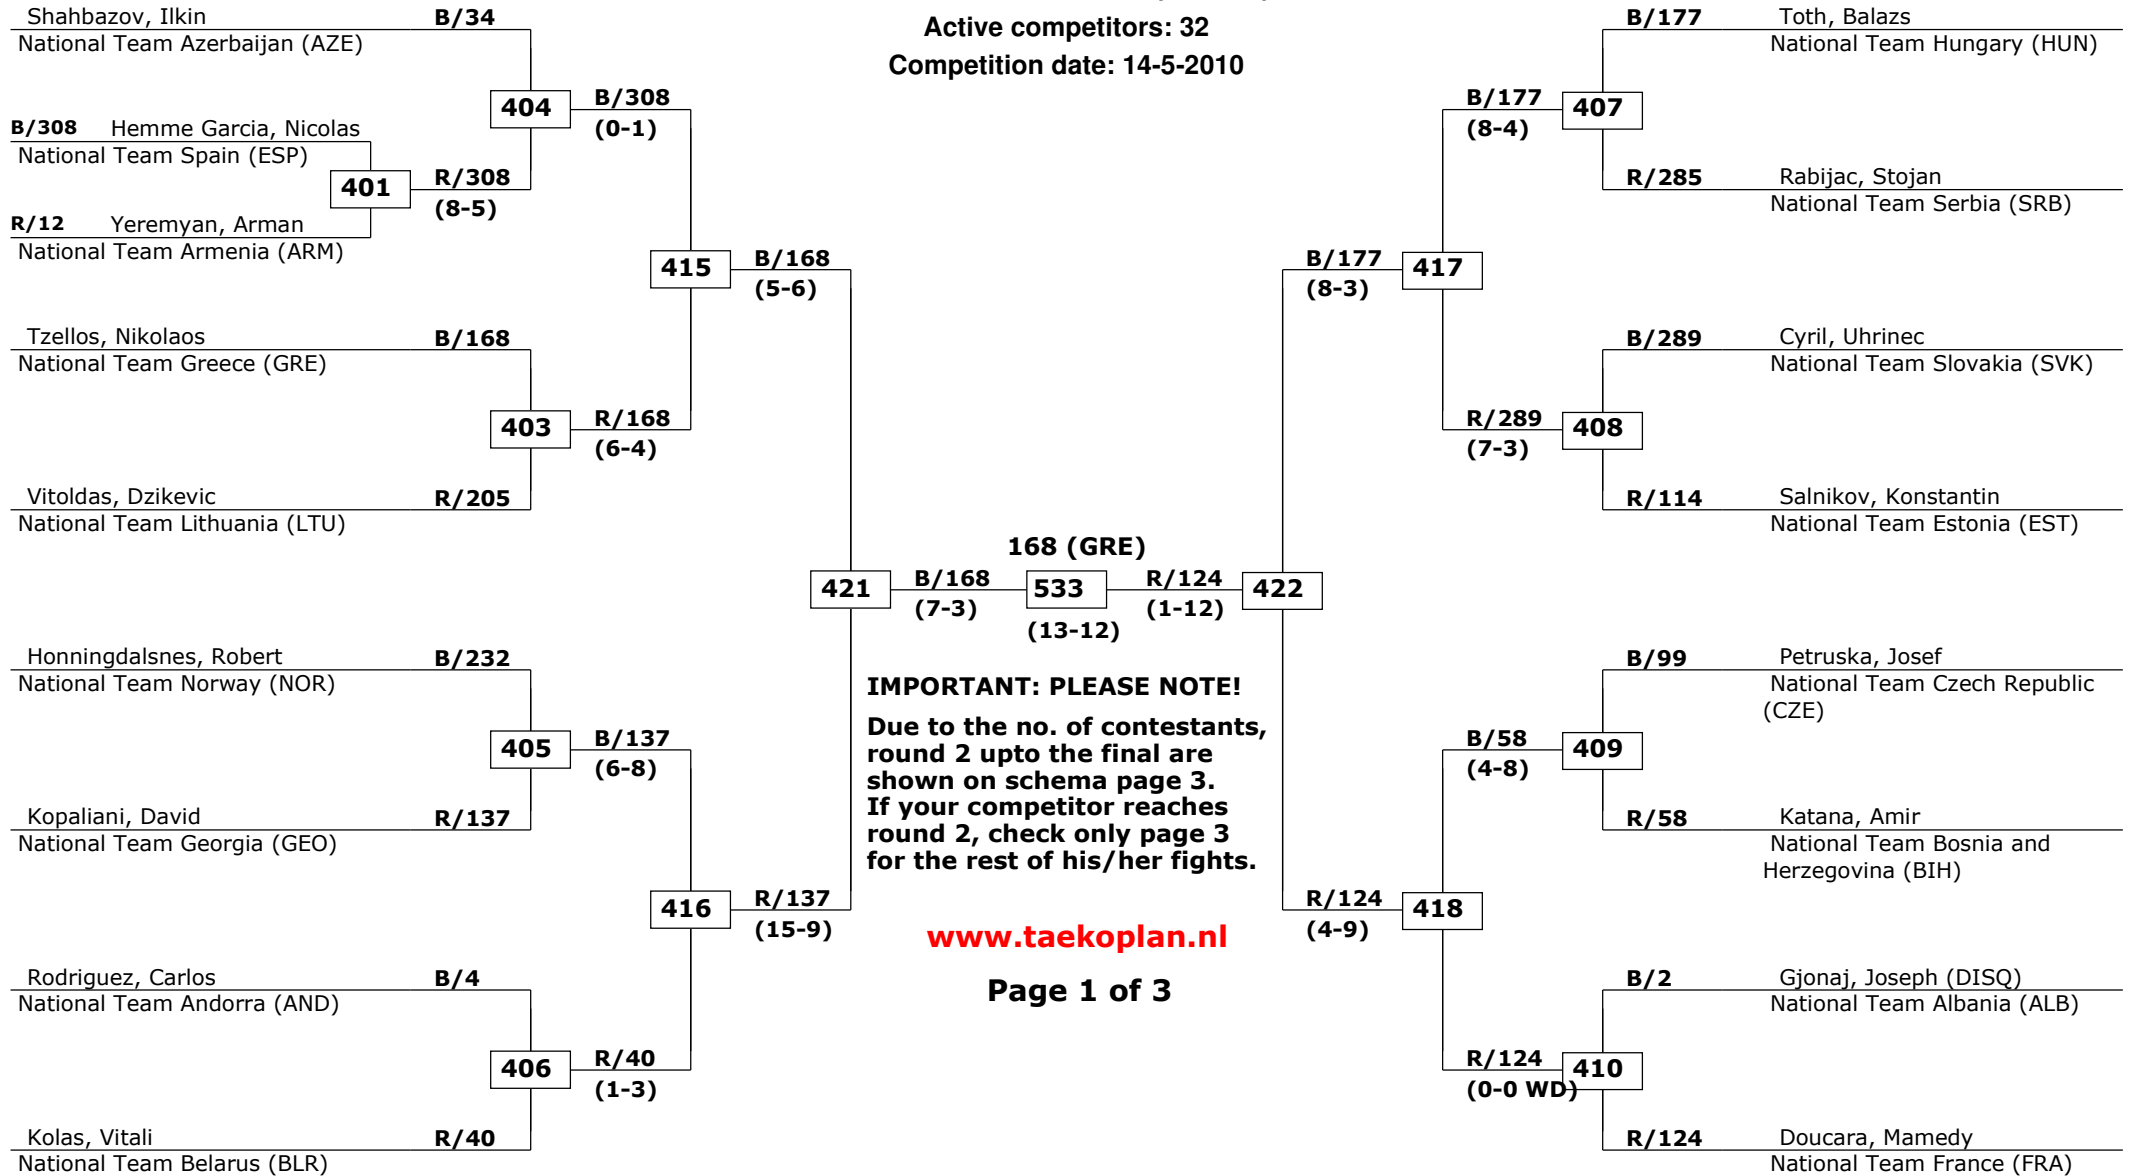 Active competitors: 32
Competition date: 14-5-2010
Shahbazov, Ilkin B/34
National Team Azerbaijan (AZE)
404
B/308
(0-1)
B/308 Hemme Garcia, Nicolas
National Team Spain (ESP)
401
R/308
(8-5)
R/12 Yeremyan, Arman
National Team Armenia (ARM)
415
B/168
(5-6)
Tzellos, Nikolaos B/168
National Team Greece (GRE)
403
R/168
(6-4)
Vitoldas, Dzikevic R/205
National Team Lithuania (LTU)
421
B/168
(7-3)
168 (GRE)
533
(13-12)
R/124
(1-12)
422
Honningdalsnes, Robert B/232
National Team Norway (NOR)
405
B/137
(6-8)
Kopaliani, David R/137
National Team Georgia (GEO)
416
R/137
(15-9)
Rodriguez, Carlos B/4
National Team Andorra (AND)
406
R/40
(1-3)
Kolas, Vitali R/40
National Team Belarus (BLR)
IMPORTANT: PLEASE NOTE!
Due to the no. of contestants,
round 2 upto the final are
shown on schema page 3.
If your competitor reaches
round 2, check only page 3
for the rest of his/her fights.
www.taekoplan.nl
Page 1 of 3
B/177 Toth, Balazs
National Team Hungary (HUN)
B/177
(8-4)
407
R/285 Rabijac, Stojan
National Team Serbia (SRB)
B/177
(8-3)
417
B/289 Cyril, Uhrinec
National Team Slovakia (SVK)
R/289
(7-3)
408
R/114 Salnikov, Konstantin
National Team Estonia (EST)
B/99 Petruska, Josef
National Team Czech Republic
(CZE)
B/58
(4-8)
409
R/58 Katana, Amir
National Team Bosnia and
Herzegovina (BIH)
R/124
(4-9)
418
B/2 Gjonaj, Joseph (DISQ)
National Team Albania (ALB)
R/124
(0-0 WD)
410
R/124 Doucara, Mamedy
National Team France (FRA)